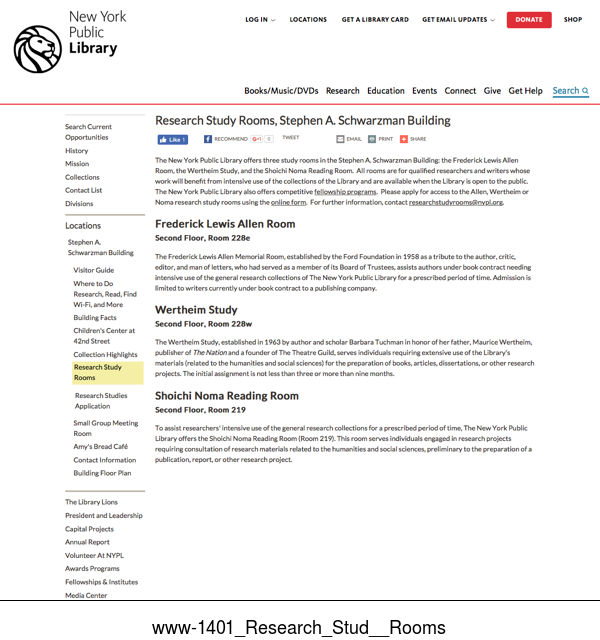 New York
Public
Library
LOG IN
LOCATIONS
GET A LIBRARY CARD
GET EMAIL UPDATES
DONATE
SHOP
Books/Music/DVDs Research Education Events Connect Give Get Help Search
Search Current
Opportunities
History
Mission
Collections
Contact List
Divisions
Locations
Stephen A.
Schwarzman Building
Visitor Guide
Where to Do
Research, Read, Find
Wi-Fi, and More
Building Facts
Children's Center at
42nd Street
Collection Highlights
Research Study
Rooms
Research Studies
Application
Small Group Meeting
Room
Amy's Bread Café
Contact Information
Building Floor Plan
The Library Lions
President and Leadership
Capital Projects
Annual Report
Volunteer At NYPL
Awards Programs
Fellowships & Institutes
Media Center
Research Study Rooms, Stephen A. Schwarzman Building
Like 1
RECOMMEND
G+1 0
TWEET
EMAIL
PRINT
SHARE
The New York Public Library offers three study rooms in the Stephen A. Schwarzman Building: the Frederick Lewis Allen
Room, the Wertheim Study, and the Shoichi Noma Reading Room. All rooms are for qualified researchers and writers whose
work will benefit from intensive use of the collections of the Library and are available when the Library is open to the public.
The New York Public Library also offers competitive fellowship programs. Please apply for access to the Allen, Wertheim or
Noma research study rooms using the online form. For further information, contact researchstudyrooms@nypl.org.
Frederick Lewis Allen Room
Second Floor, Room 228e
The Frederick Lewis Allen Memorial Room, established by the Ford Foundation in 1958 as a tribute to the author, critic,
editor, and man of letters, who had served as a member of its Board of Trustees, assists authors under book contract needing
intensive use of the general research collections of The New York Public Library for a prescribed period of time. Admission is
limited to writers currently under book contract to a publishing company.
Wertheim Study
Second Floor, Room 228w
The Wertheim Study, established in 1963 by author and scholar Barbara Tuchman in honor of her father, Maurice Wertheim,
publisher of The Nation and a founder of The Theatre Guild, serves individuals requiring extensive use of the Library's
materials (related to the humanities and social sciences) for the preparation of books, articles, dissertations, or other research
projects. The initial assignment is not less than three or more than nine months.
Shoichi Noma Reading Room
Second Floor, Room 219
To assist researchers' intensive use of the general research collections for a prescribed period of time, The New York Public
Library offers the Shoichi Noma Reading Room (Room 219). This room serves individuals engaged in research projects
requiring consultation of research materials related to the humanities and social sciences, preliminary to the preparation of a
publication, report, or other research project.
www-1401_Research_Stud__Rooms